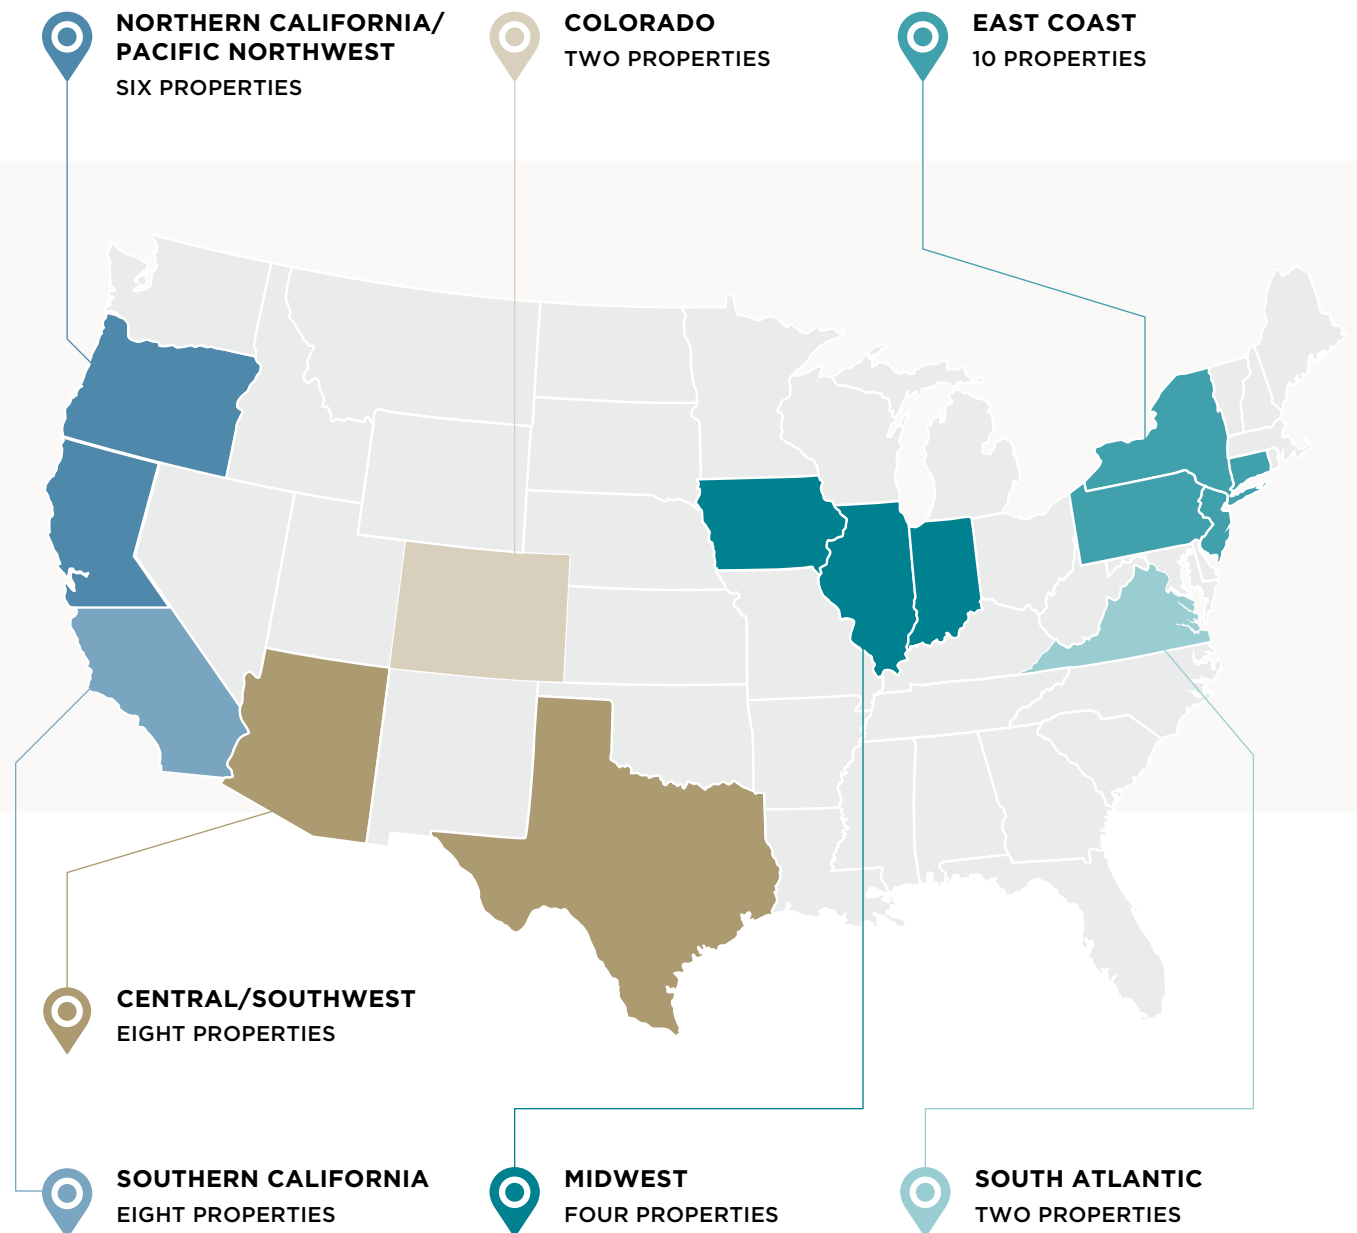 NORTHERN CALIFORNIA/
PACIFIC NORTHWEST
SIX PROPERTIES
COLORADO
TWO PROPERTIES
EAST COAST
10 PROPERTIES
CENTRAL/SOUTHWEST
EIGHT PROPERTIES
SOUTHERN CALIFORNIA
EIGHT PROPERTIES
MIDWEST
FOUR PROPERTIES
SOUTH ATLANTIC
TWO PROPERTIES